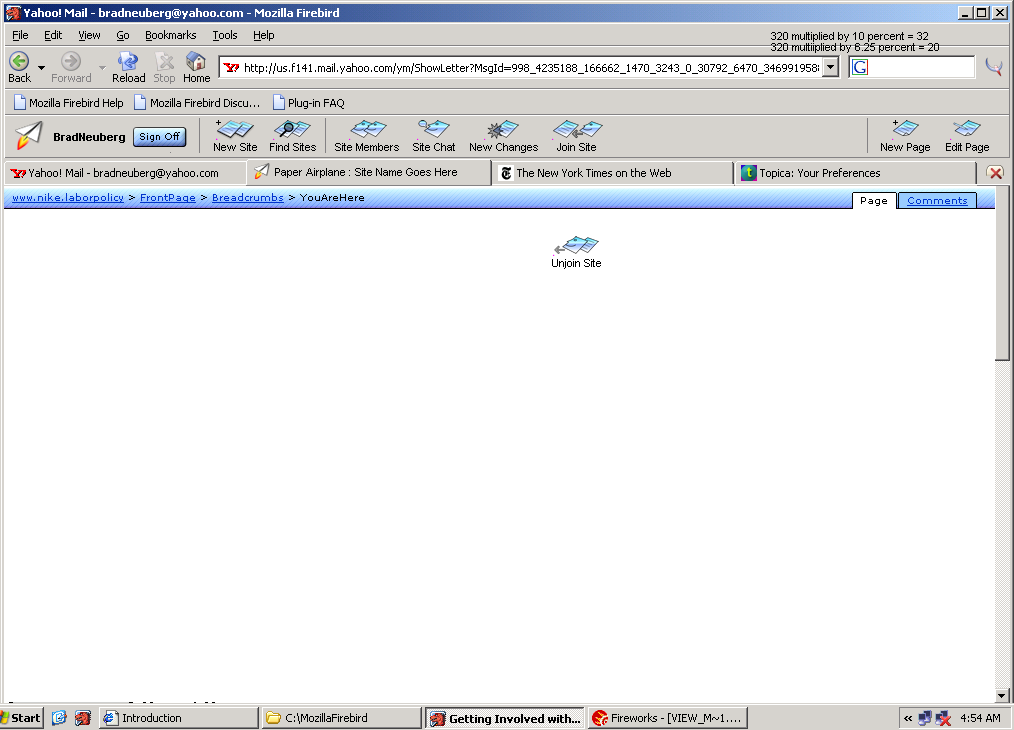 Yahoo! Mail - bradneuberg@yahoo.com - Mozilla Firebird
File Edit View Go Bookmarks Tools Help
320 multiplied by 10 percent = 32
320 multiplied by 6.25 percent = 20
Back Forward Reload Stop Home
http://us.f141.mail.yahoo.com/ym/ShowLetter?MsgId=998_4235188_166662_1470_3243_0_30792_6470_346991958
G
Mozilla Firebird Help Mozilla Firebird Discu... Plug-in FAQ
BradNeuberg Sign Off New Site Find Sites Site Members Site Chat New Changes Join Site New Page Edit Page
Yahoo! Mail - bradneuberg@yahoo.com Paper Airplane : Site Name Goes Here The New York Times on the Web Topica: Your Preferences
www.nike.laborpolicy > FrontPage > Breadcrumbs > YouAreHere Page Comments
Unjoin Site
Start Introduction C:\MozillaFirebird Getting Involved with... Fireworks - [VIEW_M~1.... « 4:54 AM